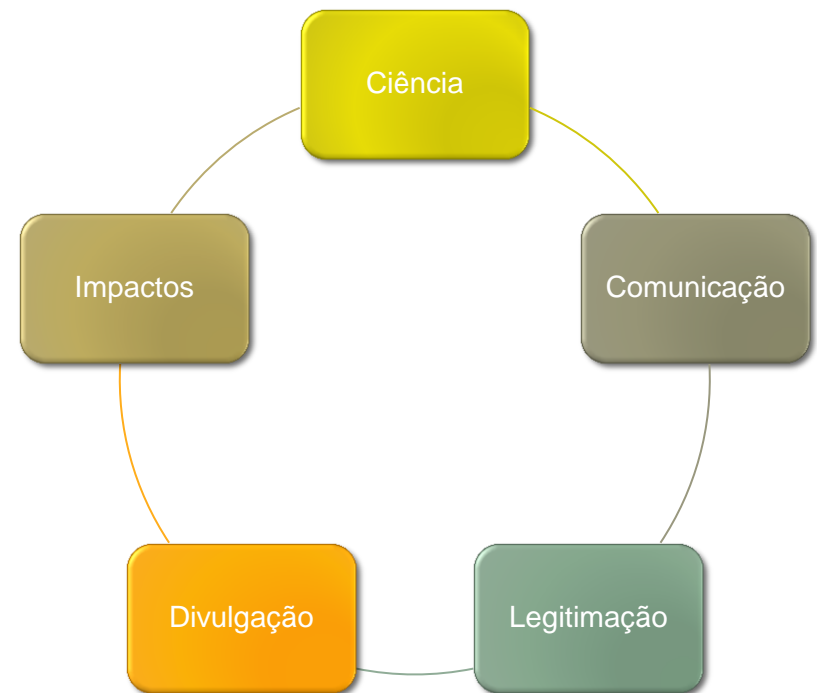 Ciência
Comunicação
Legitimação
Divulgação
Impactos